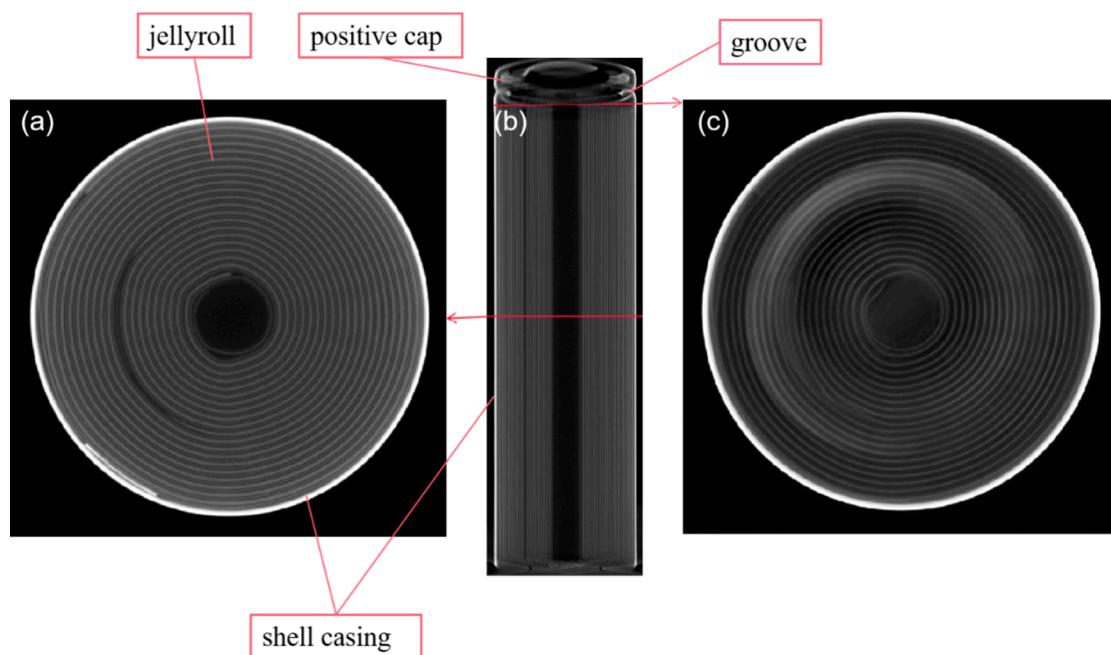 jellyroll
positive cap
groove
(a)
(b)
(c)
shell casing